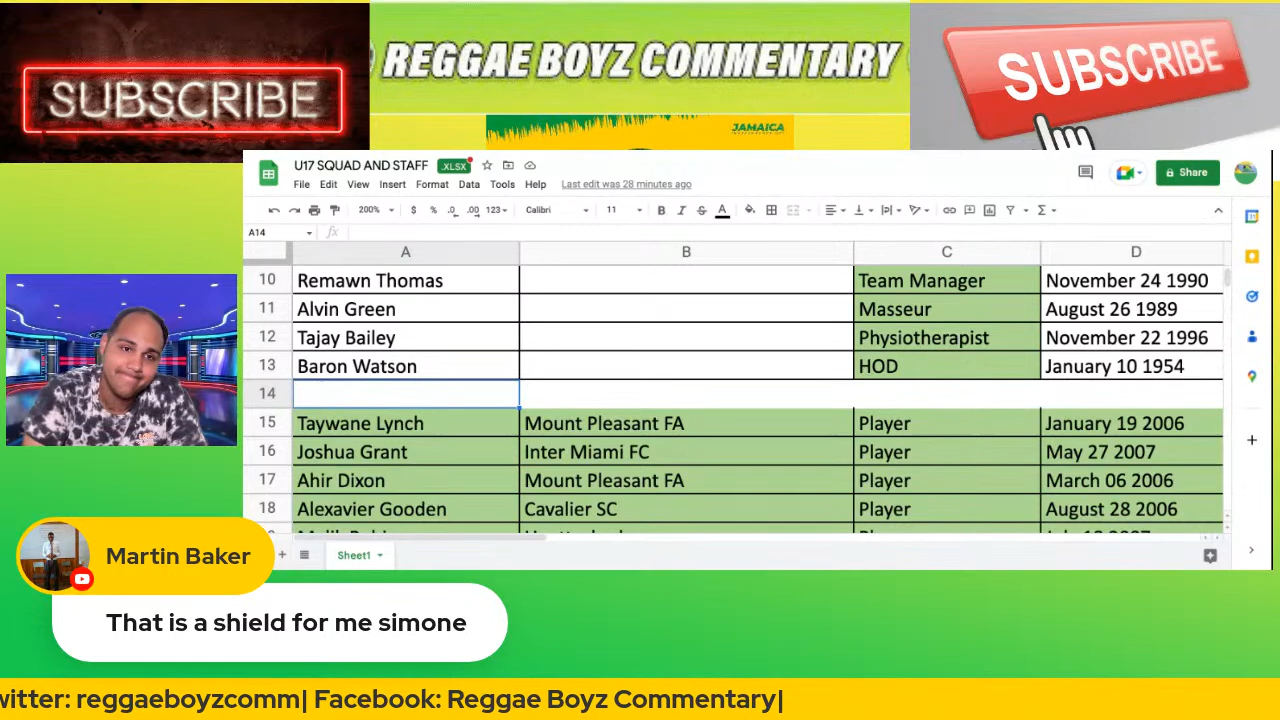 SUBSCRIBE
REGGAE BOYZ COMMENTARY
SUBSCRIBE
JAMAICA
U17 SQUAD AND STAFF .XLSX
File Edit View Insert Format Data Tools Help Last edit was 28 minutes ago
Share
200% $ % .0 .00 123 Calibri 11 B I S A
A14 fx
A B C D
10 Remawn Thomas Team Manager November 24 1990
11 Alvin Green Masseur August 26 1989
12 Tajay Bailey Physiotherapist November 22 1996
13 Baron Watson HOD January 10 1954
14
15 Taywane Lynch Mount Pleasant FA Player January 19 2006
16 Joshua Grant Inter Miami FC Player May 27 2007
17 Ahir Dixon Mount Pleasant FA Player March 06 2006
18 Alexavier Gooden Cavalier SC Player August 28 2006
Sheet1
Martin Baker
That is a shield for me simone
witter: reggaeboyzcomm| Facebook: Reggae Boyz Commentary|